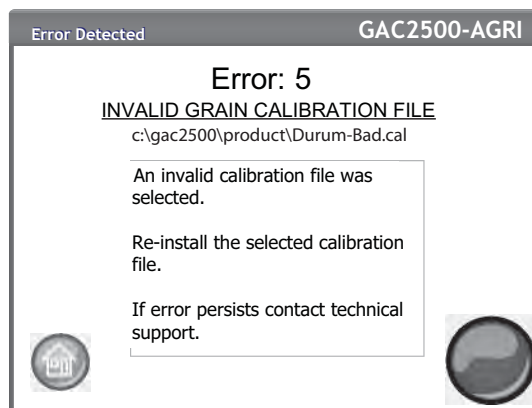 Error Detected
GAC2500-AGRI
Error: 5
INVALID GRAIN CALIBRATION FILE
c:\gac2500\product\Durum-Bad.cal
An invalid calibration file was
selected.
Re-install the selected calibration
file.
If error persists contact technical
support.